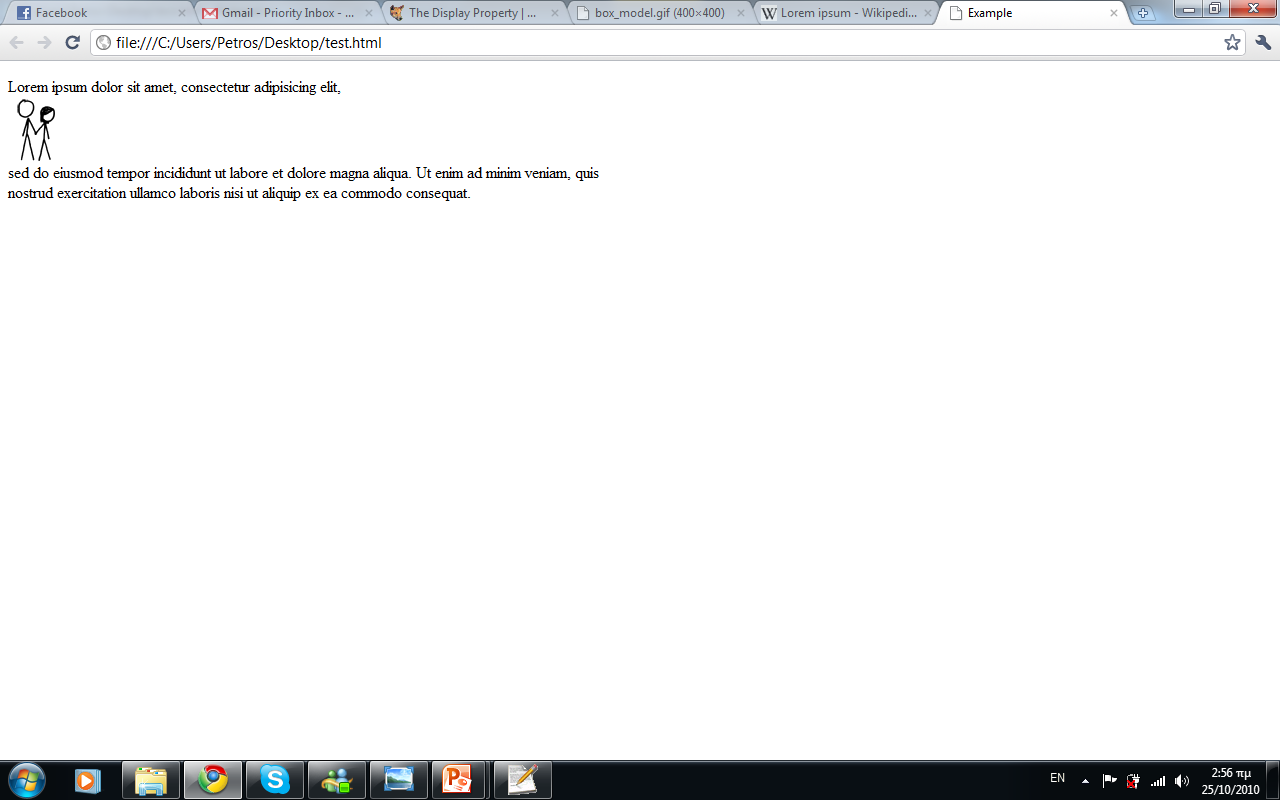 Facebook
Gmail - Priority Inbox - ...
The Display Property | ...
box_model.gif (400×400)
Lorem ipsum - Wikipedi...
Example
file:///C:/Users/Petros/Desktop/test.html
Lorem ipsum dolor sit amet, consectetur adipisicing elit,
sed do eiusmod tempor incididunt ut labore et dolore magna aliqua. Ut enim ad minim veniam, quis
nostrud exercitation ullamco laboris nisi ut aliquip ex ea commodo consequat.
EN
2:56 πμ
25/10/2010